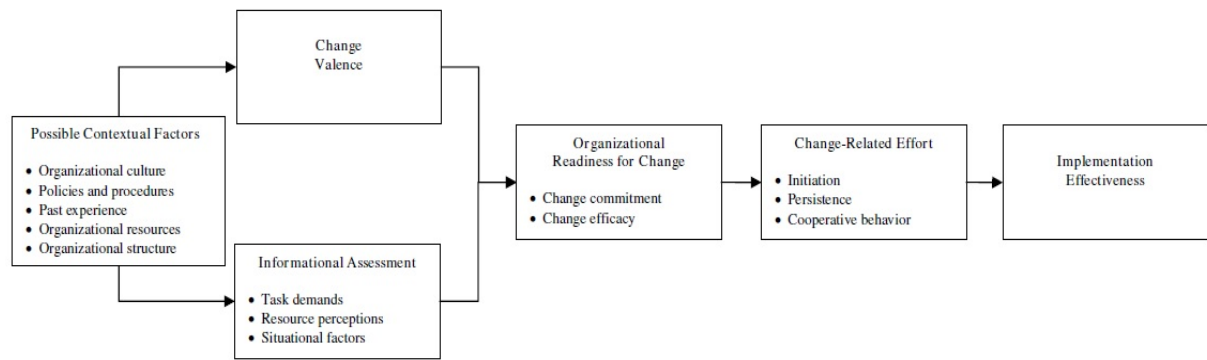 Possible Contextual Factors
• Organizational culture
• Policies and procedures
• Past experience
• Organizational resources
• Organizational structure
Change
Valence
Informational Assessment
• Task demands
• Resource perceptions
• Situational factors
Organizational
Readiness for Change
• Change commitment
• Change efficacy
Change-Related Effort
• Initiation
• Persistence
• Cooperative behavior
Implementation
Effectiveness